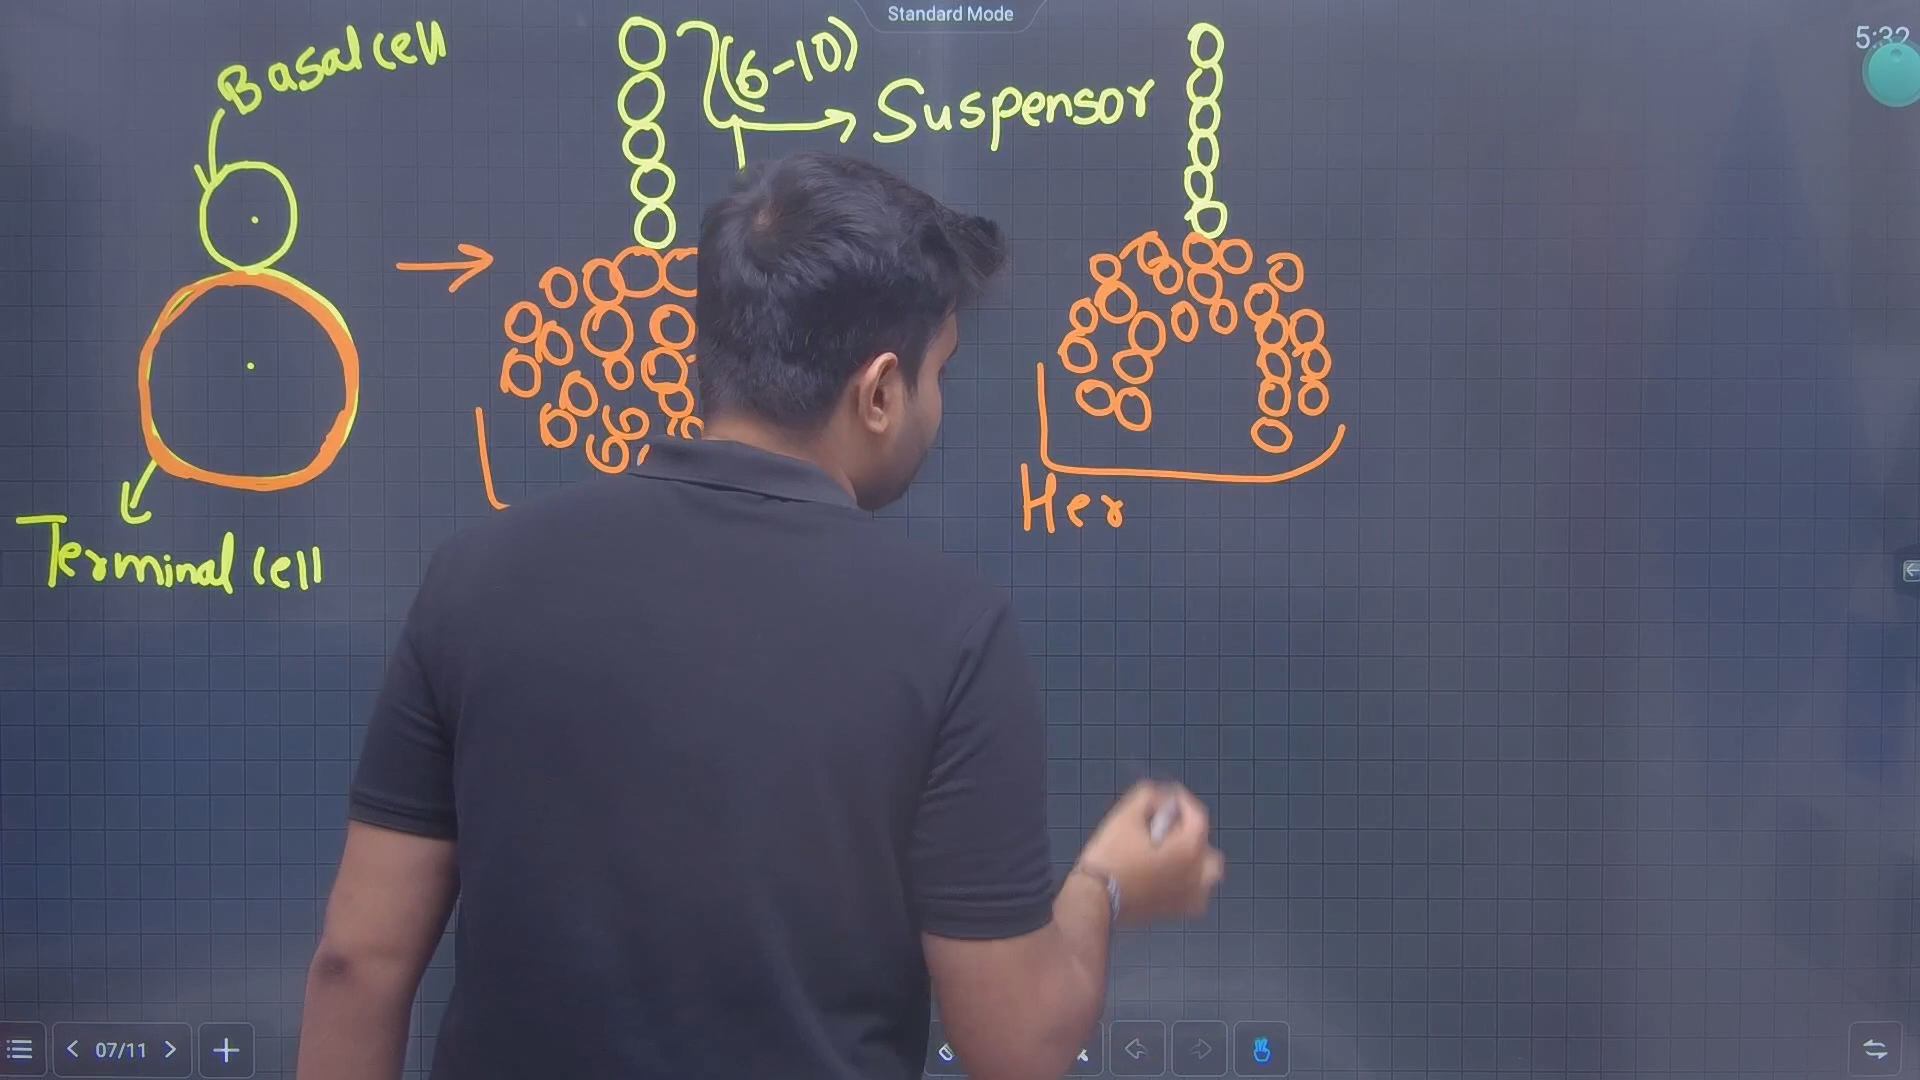 Standard Mode
5:32
Basal cell
(6-10)
Suspensor
Terminal cell
Her
07/11